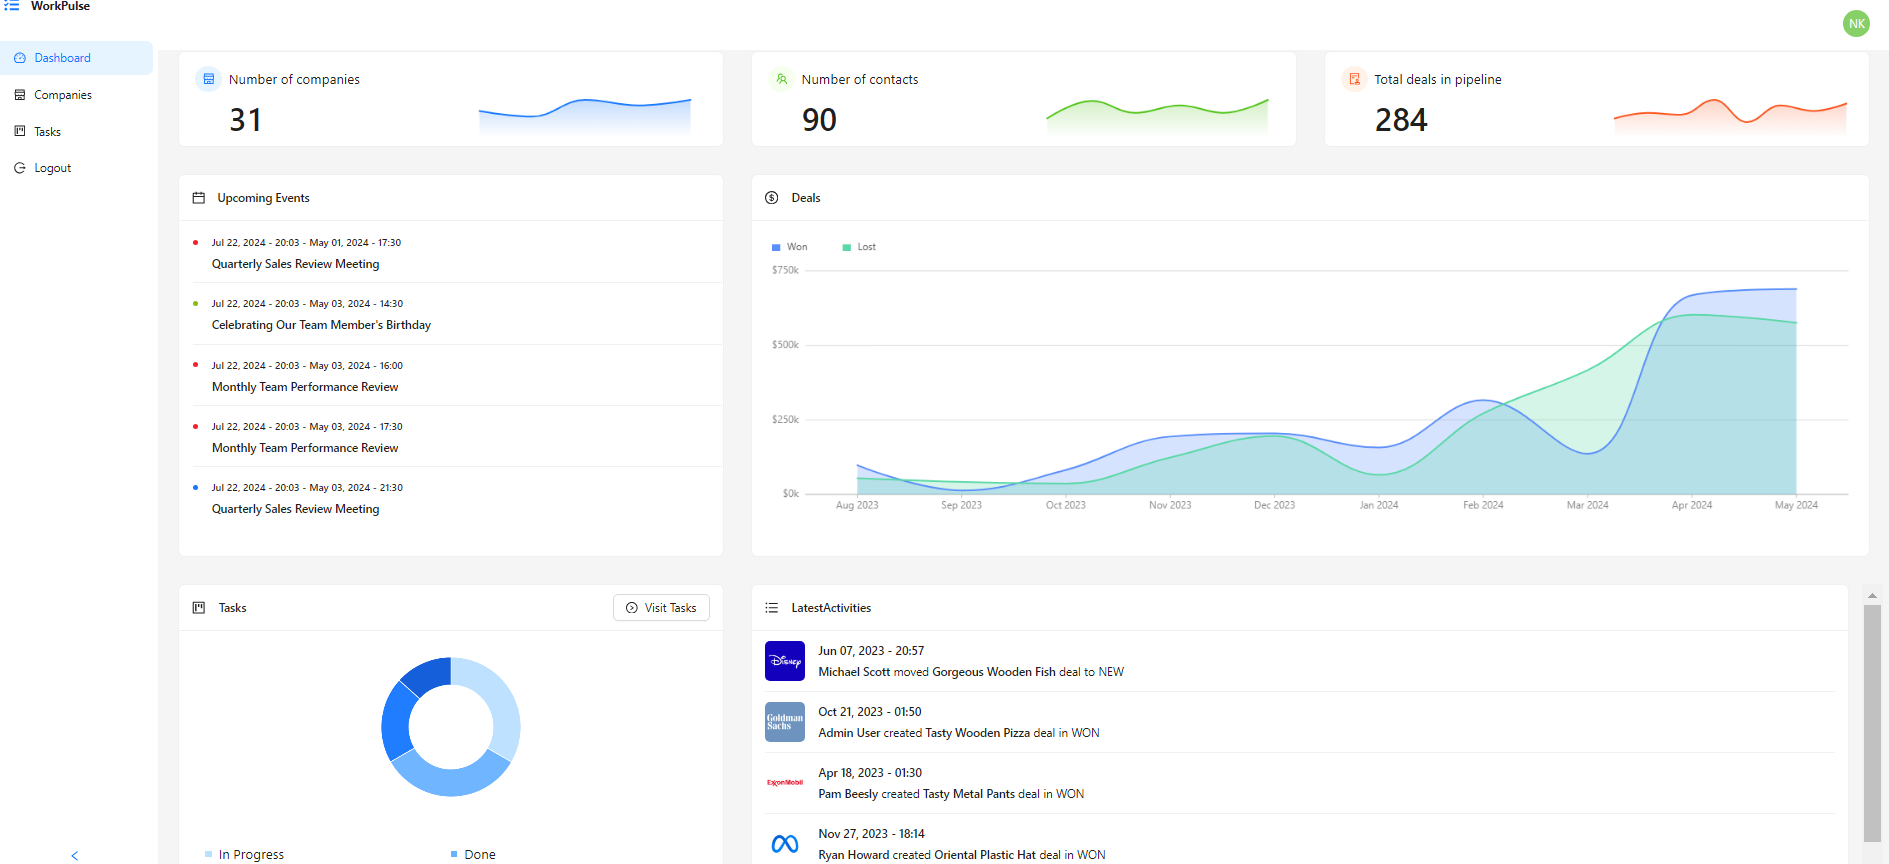 WorkPulse
NK
Dashboard
Companies
Tasks
Logout
Number of companies
31
Number of contacts
90
Total deals in pipeline
284
Upcoming Events
Jul 22, 2024 - 20:03 - May 01, 2024 - 17:30
Quarterly Sales Review Meeting
Jul 22, 2024 - 20:03 - May 03, 2024 - 14:30
Celebrating Our Team Member's Birthday
Jul 22, 2024 - 20:03 - May 03, 2024 - 16:00
Monthly Team Performance Review
Jul 22, 2024 - 20:03 - May 03, 2024 - 17:30
Monthly Team Performance Review
Jul 22, 2024 - 20:03 - May 03, 2024 - 21:30
Quarterly Sales Review Meeting
Deals
Won Lost
$750k
$500k
$250k
$0k
Aug 2023 Sep 2023 Oct 2023 Nov 2023 Dec 2023 Jan 2024 Feb 2024 Mar 2024 Apr 2024 May 2024
Tasks
Visit Tasks
In Progress Done
LatestActivities
Disney
Jun 07, 2023 - 20:57
Michael Scott moved Gorgeous Wooden Fish deal to NEW
Goldman
Sachs
Oct 21, 2023 - 01:50
Admin User created Tasty Wooden Pizza deal in WON
ExxonMobil
Apr 18, 2023 - 01:30
Pam Beesly created Tasty Metal Pants deal in WON
Nov 27, 2023 - 18:14
Ryan Howard created Oriental Plastic Hat deal in WON